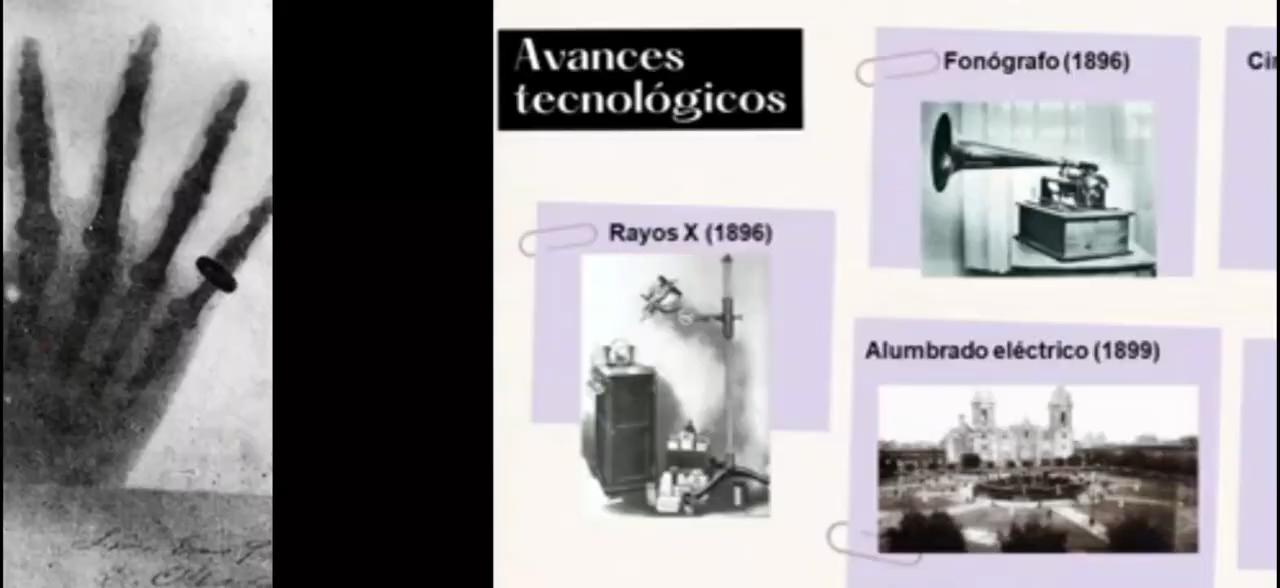 Avances
tecnológicos
Fonógrafo (1896)
Rayos X (1896)
Alumbrado eléctrico (1899)